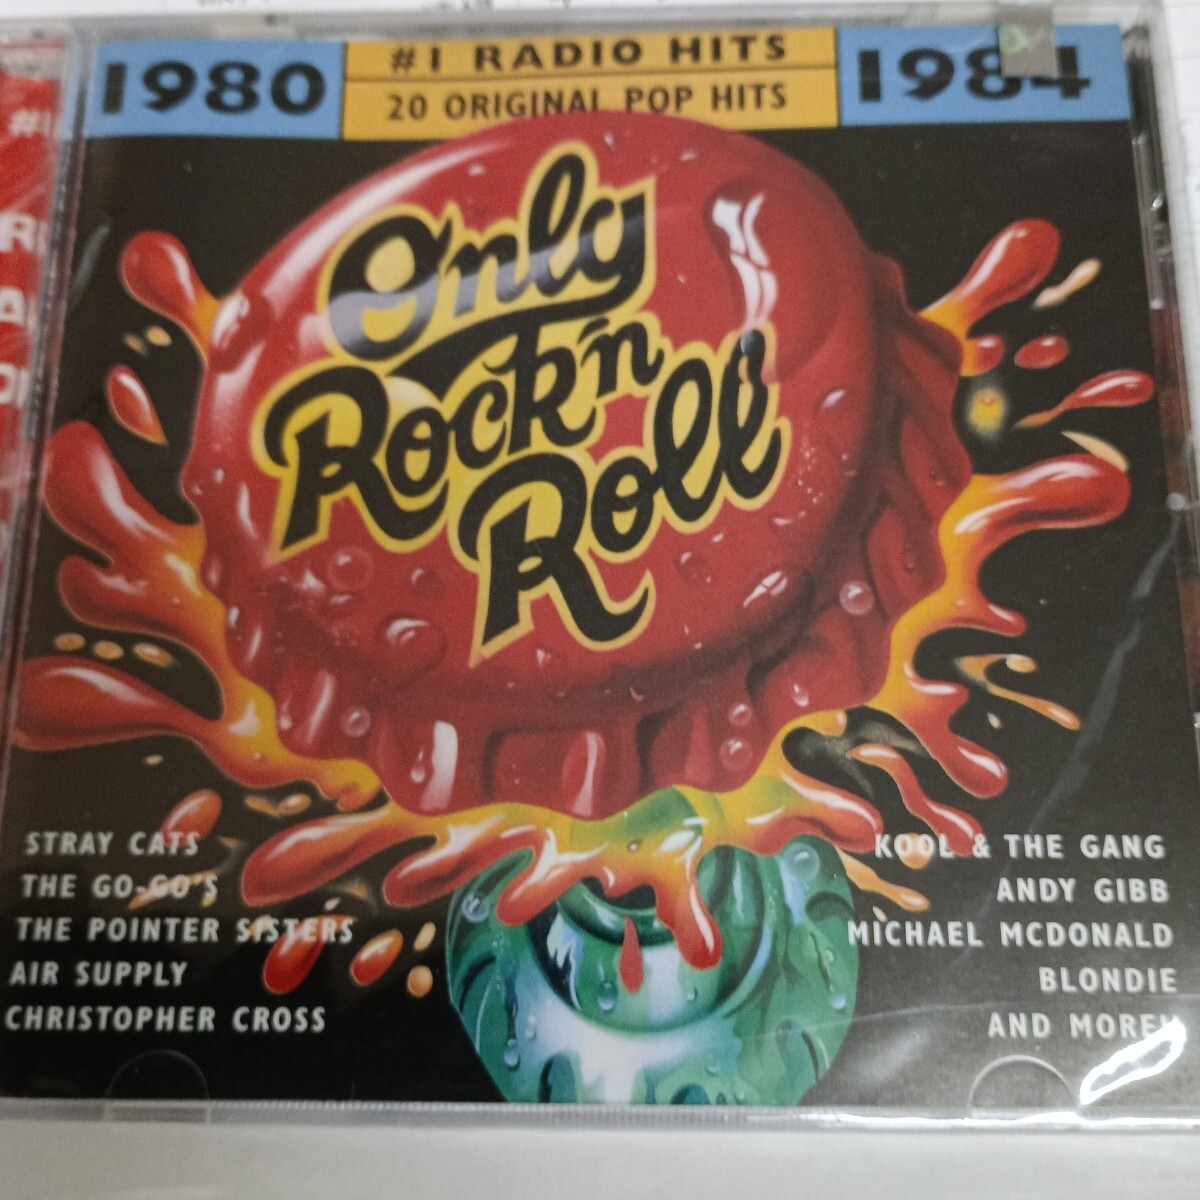 1980
#1 RADIO HITS
20 ORIGINAL POP HITS
1984
Only
Rock'n
Roll
STRAY CATS
THE GO-GO'S
THE POINTER SISTERS
AIR SUPPLY
CHRISTOPHER CROSS
KOOL & THE GANG
ANDY GIBB
MICHAEL MCDONALD
BLONDIE
AND MORE!!
#1